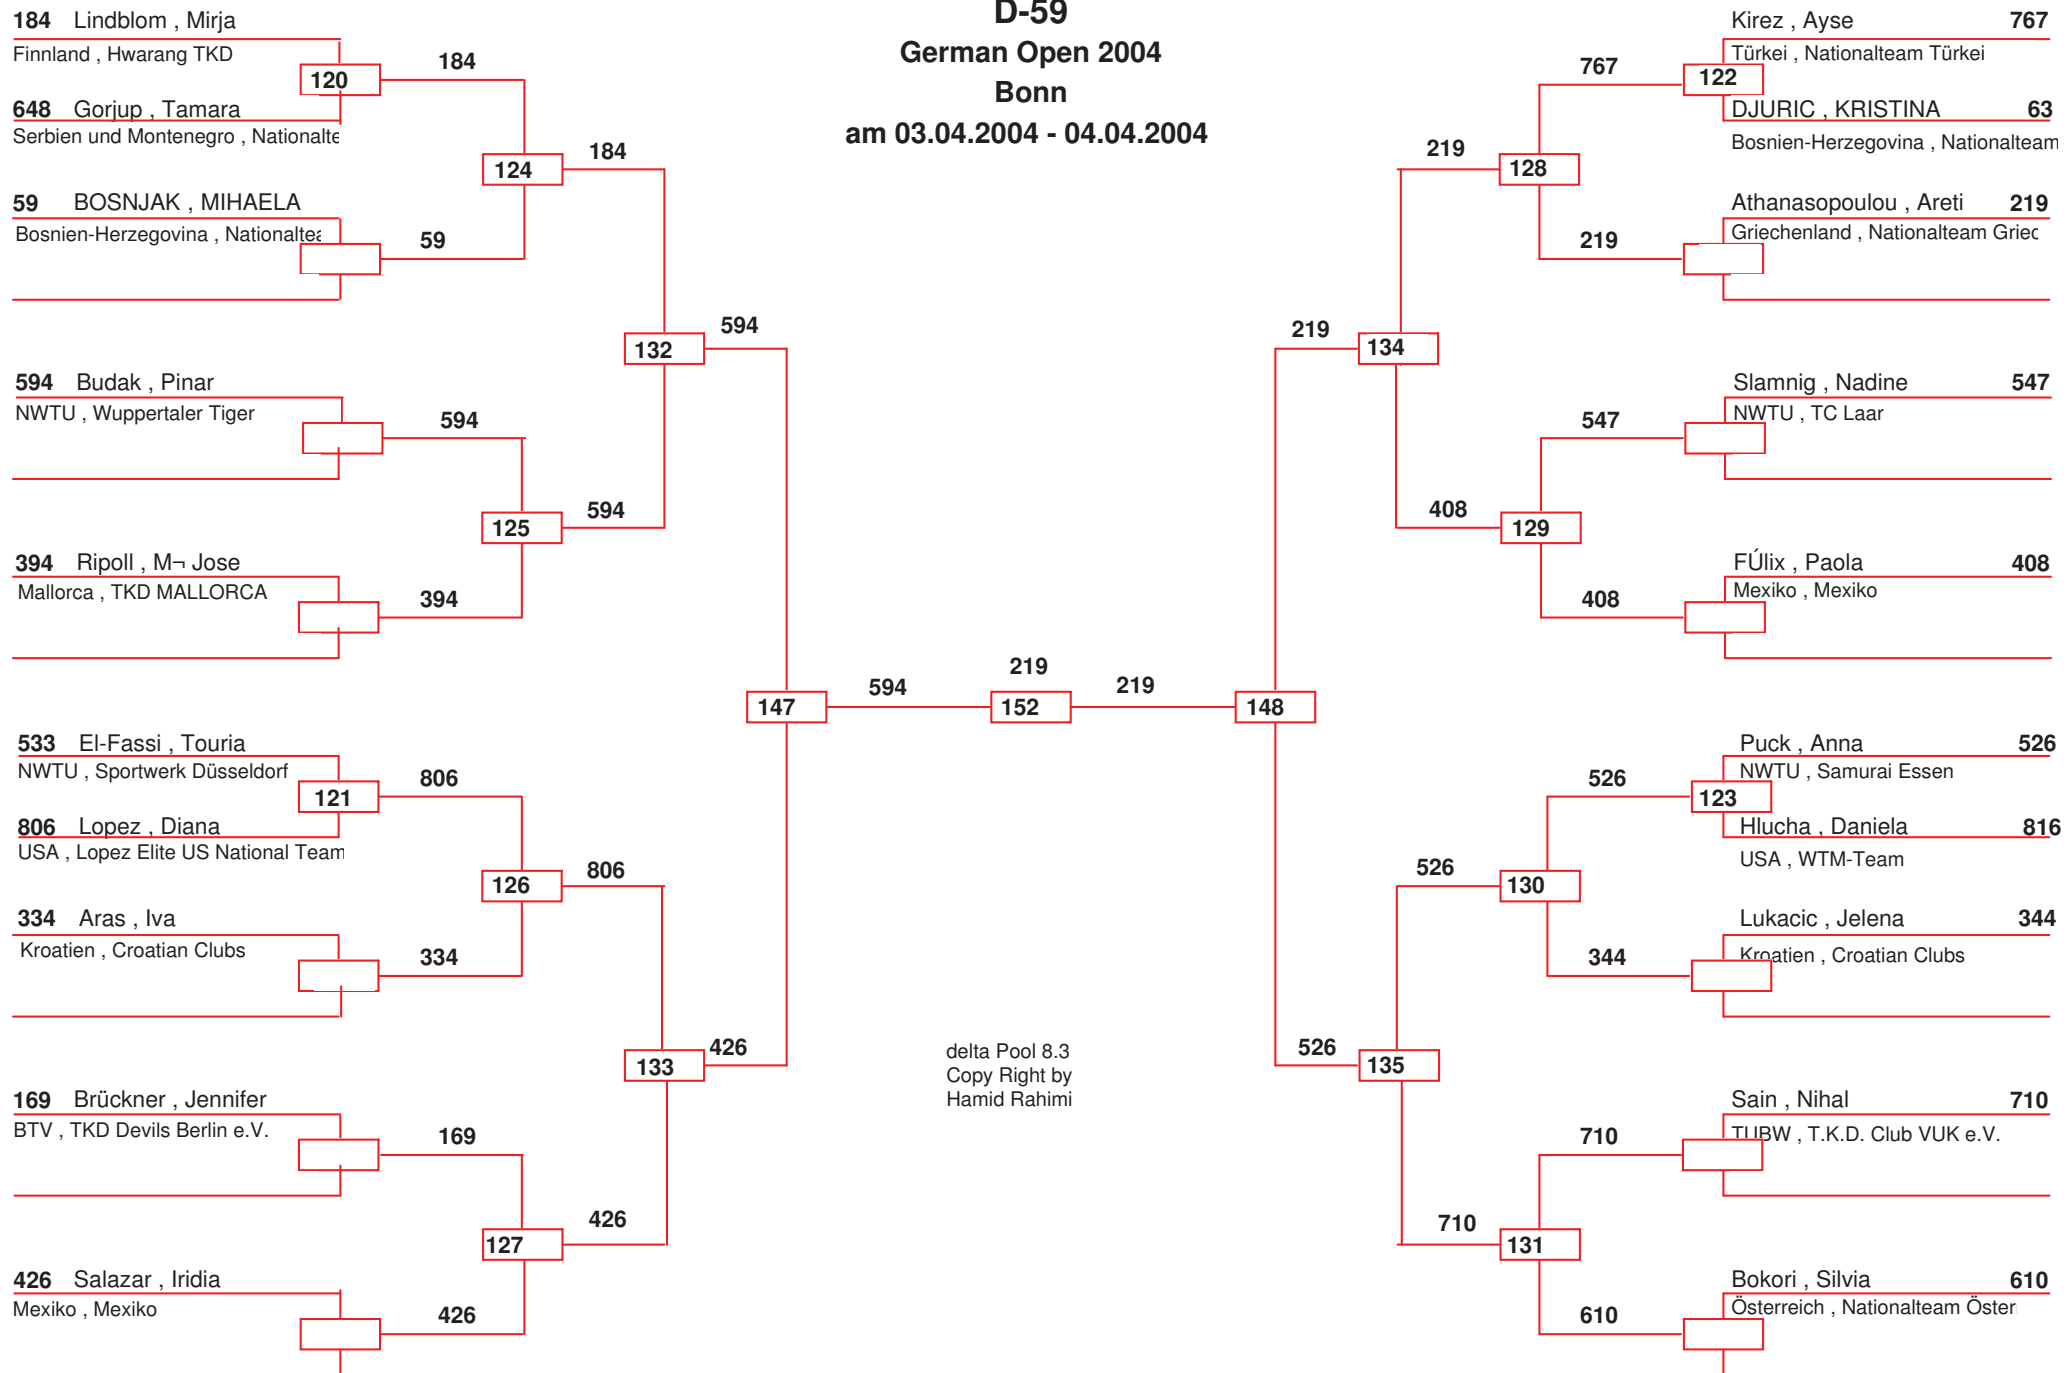 D-59
German Open 2004
Bonn
am 03.04.2004 - 04.04.2004
184 Lindblom , Mirja
Finnland , Hwarang TKD
120
184
648 Gorjup , Tamara
Serbien und Montenegro , Nationalte
124
184
59 BOSNJAK , MIHAELA
Bosnien-Herzegovina , Nationaltea
59
132
594
594 Budak , Pinar
NWTU , Wuppertaler Tiger
594
125
594
394 Ripoll , M¬ Jose
Mallorca , TKD MALLORCA
394
147
594
533 El-Fassi , Touria
NWTU , Sportwerk Düsseldorf
121
806
806 Lopez , Diana
USA , Lopez Elite US National Team
126
806
334 Aras , Iva
Kroatien , Croatian Clubs
334
133
426
169 Brückner , Jennifer
BTV , TKD Devils Berlin e.V.
169
127
426
426 Salazar , Iridia
Mexiko , Mexiko
426
219
152
219
148
delta Pool 8.3
Copy Right by
Hamid Rahimi
Kirez , Ayse 767
Türkei , Nationalteam Türkei
767
122
DJURIC , KRISTINA 63
Bosnien-Herzegovina , Nationalteam
219
128
Athanasopoulou , Areti 219
Griechenland , Nationalteam Griec
219
219
134
Slamnig , Nadine 547
NWTU , TC Laar
547
408
129
FÚlix , Paola 408
Mexiko , Mexiko
408
Puck , Anna 526
NWTU , Samurai Essen
526
123
Hlucha , Daniela 816
USA , WTM-Team
526
130
Lukacic , Jelena 344
Kroatien , Croatian Clubs
344
526
135
Sain , Nihal 710
TUBW , T.K.D. Club VUK e.V.
710
710
131
Bokori , Silvia 610
Österreich , Nationalteam Öster
610